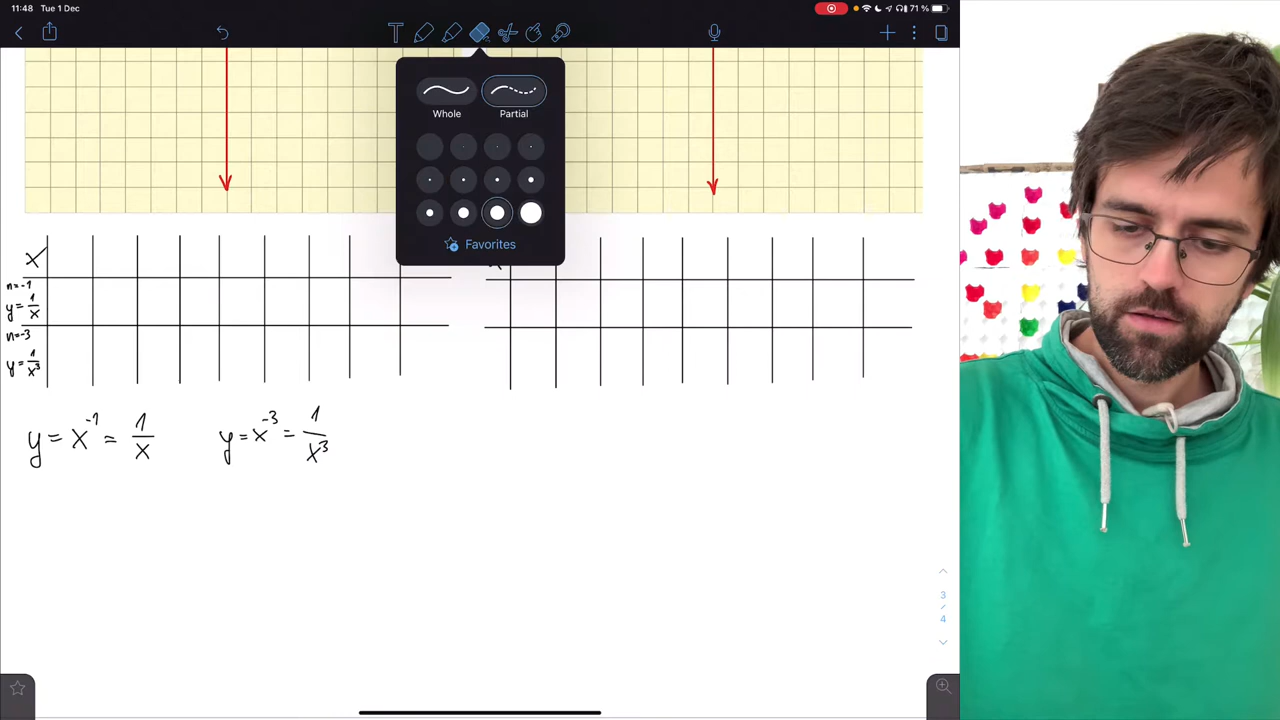 11:48 Tue 1 Dec 71 %
Whole Partial
Favorites
x
n=-1
y = 1/x
n=-3
y = 1/x³
y = x⁻¹ = 1/x y = x⁻³ = 1/x³
3
/
4